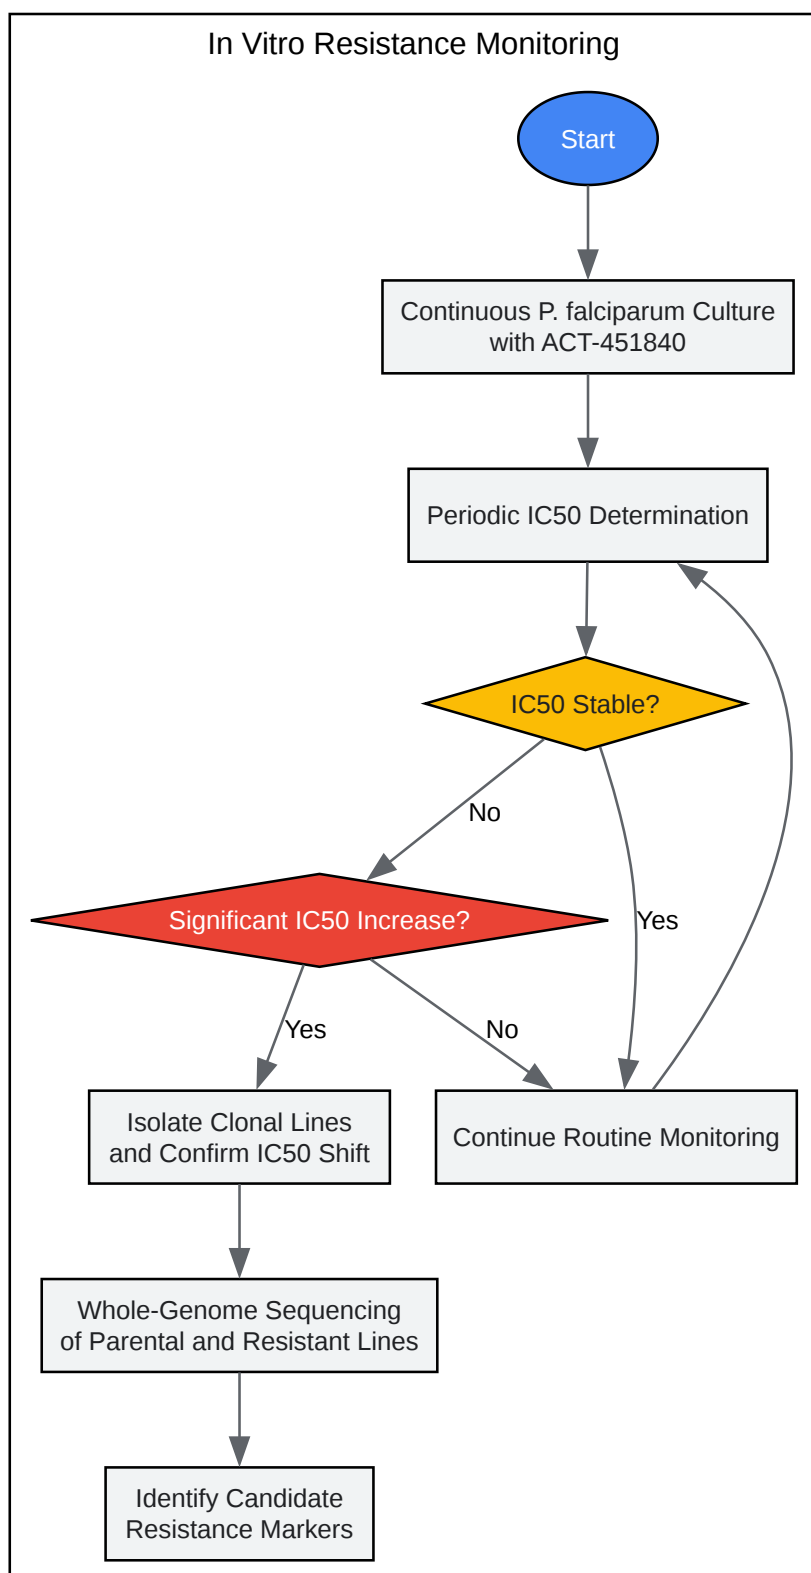 In Vitro Resistance Monitoring
Start
Continuous P. falciparum Culture
with ACT-451840
Periodic IC50 Determination
IC50 Stable?
No
Significant IC50 Increase?
Yes
Yes
No
Isolate Clonal Lines
and Confirm IC50 Shift
Continue Routine Monitoring
Whole-Genome Sequencing
of Parental and Resistant Lines
Identify Candidate
Resistance Markers